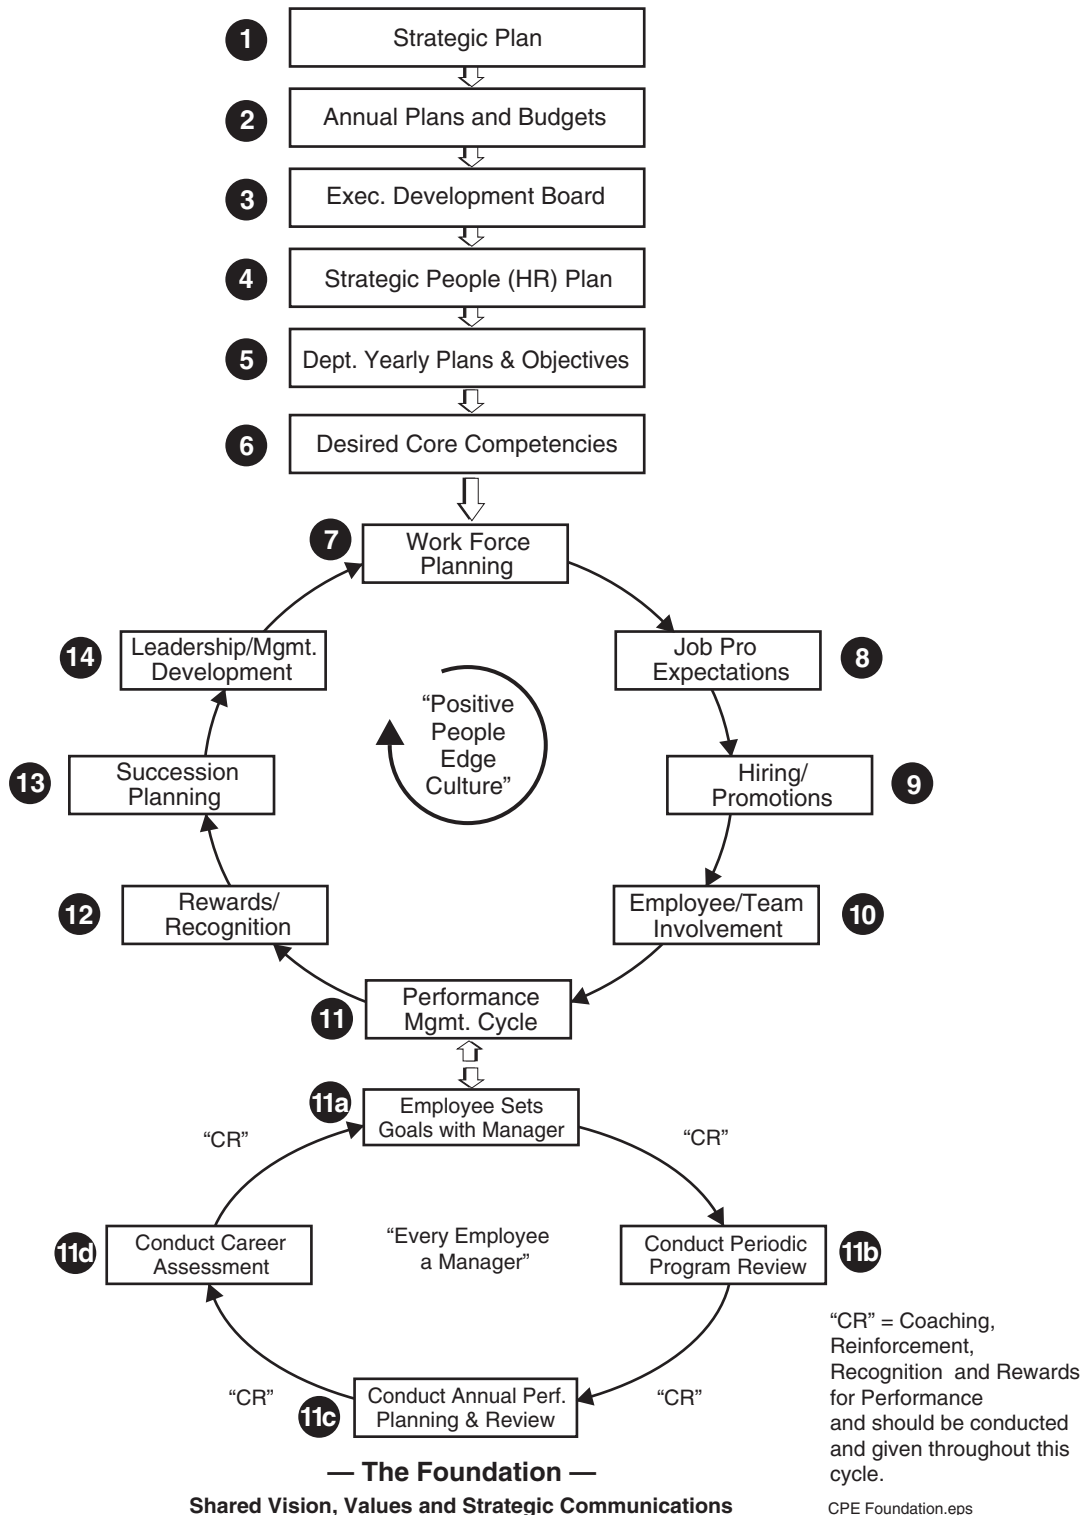 1
Strategic Plan
2
Annual Plans and Budgets
3
Exec. Development Board
4
Strategic People (HR) Plan
5
Dept. Yearly Plans & Objectives
6
Desired Core Competencies
7
Work Force
Planning
14
Leadership/Mgmt.
Development
Job Pro
Expectations
8
“Positive
People
Edge
Culture”
13
Succession
Planning
Hiring/
Promotions
9
12
Rewards/
Recognition
Employee/Team
Involvement
10
11
Performance
Mgmt. Cycle
11a
Employee Sets
Goals with Manager
“CR”
“CR”
11d
Conduct Career
Assessment
“Every Employee
a Manager”
Conduct Periodic
Program Review
11b
“CR”
11c
Conduct Annual Perf.
Planning & Review
“CR”
“CR” = Coaching,
Reinforcement,
Recognition and Rewards
for Performance
and should be conducted
and given throughout this
cycle.
— The Foundation —
Shared Vision, Values and Strategic Communications
CPE Foundation.eps